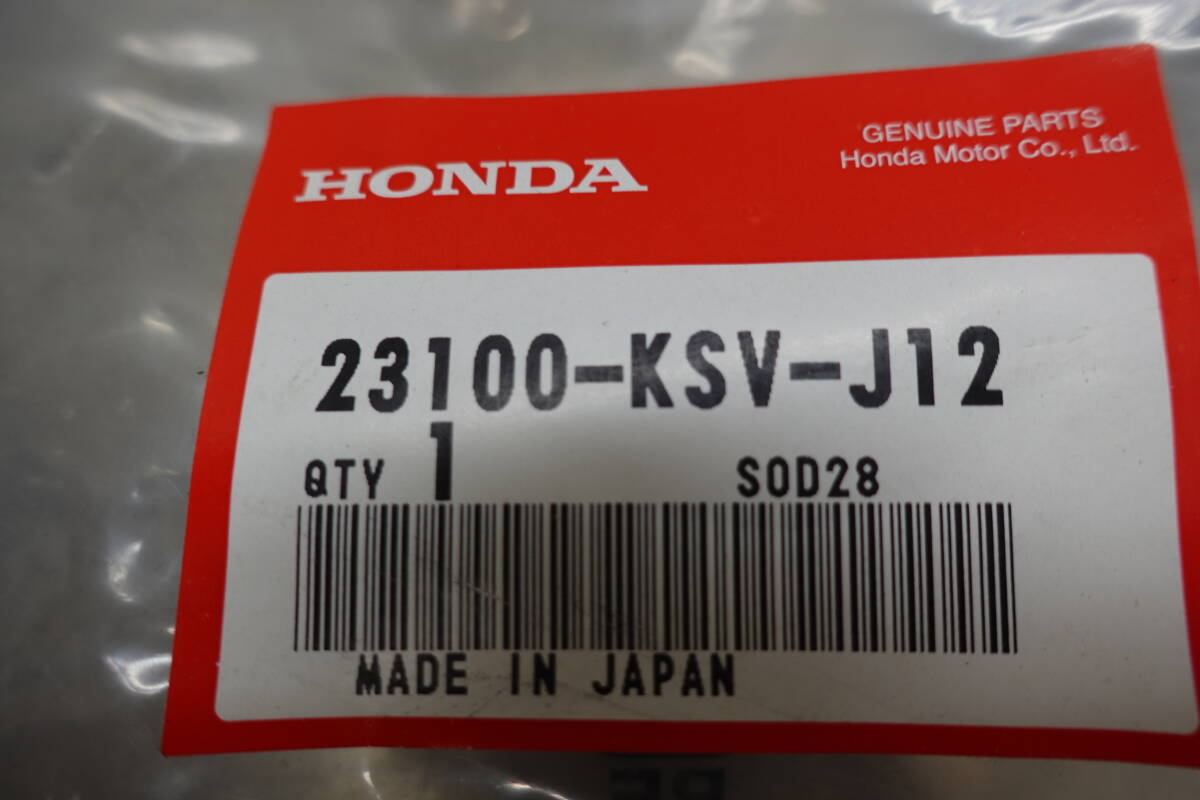 HONDA
GENUINE PARTS
Honda Motor Co., Ltd.
23100-KSV-J12
QTY 1 SOD28
MADE IN JAPAN